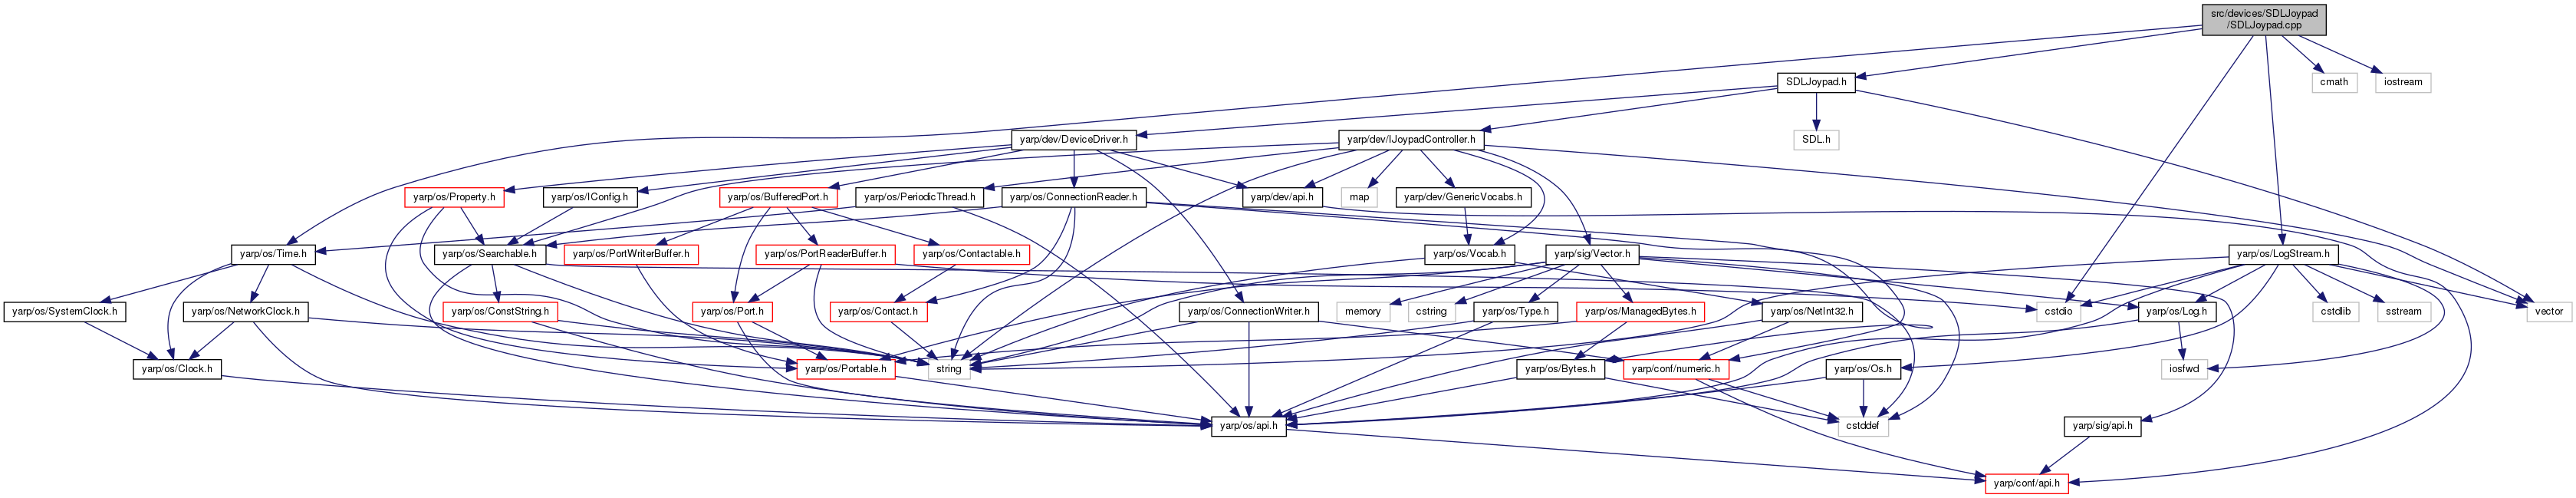 src/devices/SDLJoypad
/SDLJoypad.cpp
SDLJoypad.h
cmath
iostream
yarp/dev/DeviceDriver.h
yarp/dev/IJoypadController.h
SDL.h
yarp/os/Property.h
yarp/os/IConfig.h
yarp/os/BufferedPort.h
yarp/os/PeriodicThread.h
yarp/os/ConnectionReader.h
yarp/dev/api.h
map
yarp/dev/GenericVocabs.h
yarp/os/Time.h
yarp/os/Searchable.h
yarp/os/PortWriterBuffer.h
yarp/os/PortReaderBuffer.h
yarp/os/Contactable.h
yarp/os/Vocab.h
yarp/sig/Vector.h
yarp/os/LogStream.h
yarp/os/SystemClock.h
yarp/os/NetworkClock.h
yarp/os/ConstString.h
yarp/os/Port.h
yarp/os/Contact.h
yarp/os/ConnectionWriter.h
memory
cstring
yarp/os/Type.h
yarp/os/ManagedBytes.h
yarp/os/NetInt32.h
cstdio
yarp/os/Log.h
cstdlib
sstream
vector
yarp/os/Clock.h
yarp/os/Portable.h
string
yarp/os/Bytes.h
yarp/conf/numeric.h
yarp/os/Os.h
iosfwd
yarp/os/api.h
cstddef
yarp/sig/api.h
yarp/conf/api.h